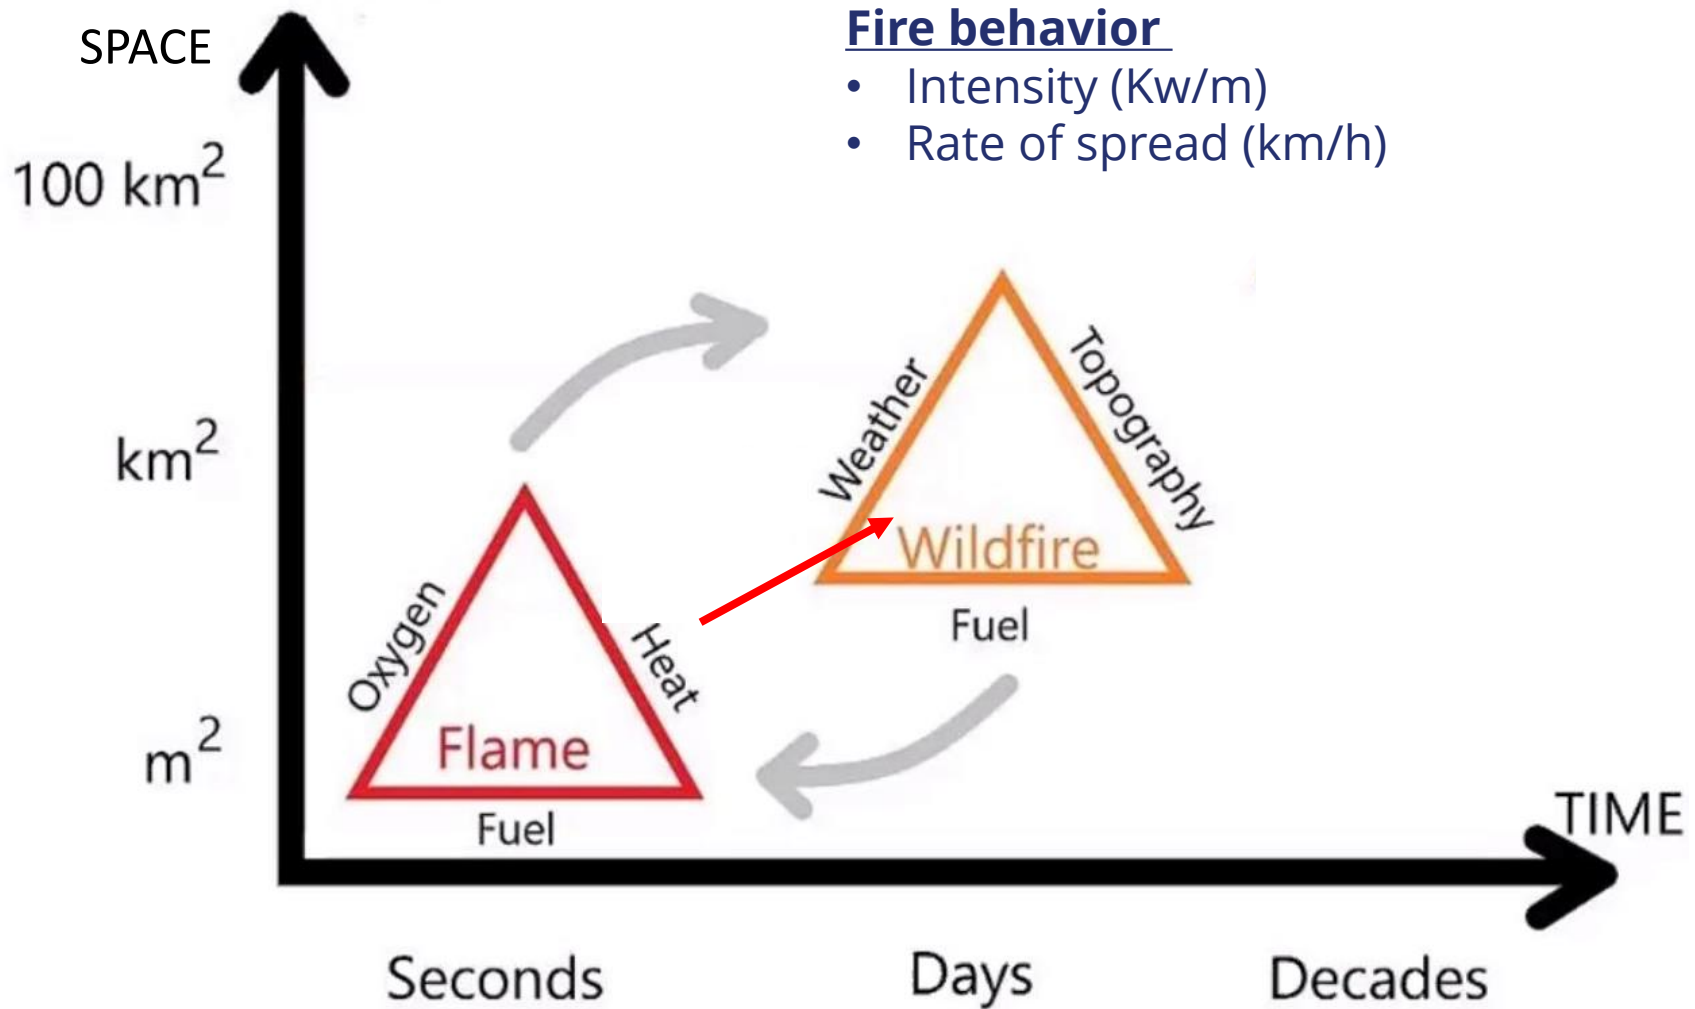 SPACE
Fire behavior
• Intensity (Kw/m)
• Rate of spread (km/h)
100 km²
km²
m²
Weather
Topography
Wildfire
Fuel
Oxygen
Heat
Flame
Fuel
TIME
Seconds
Days
Decades